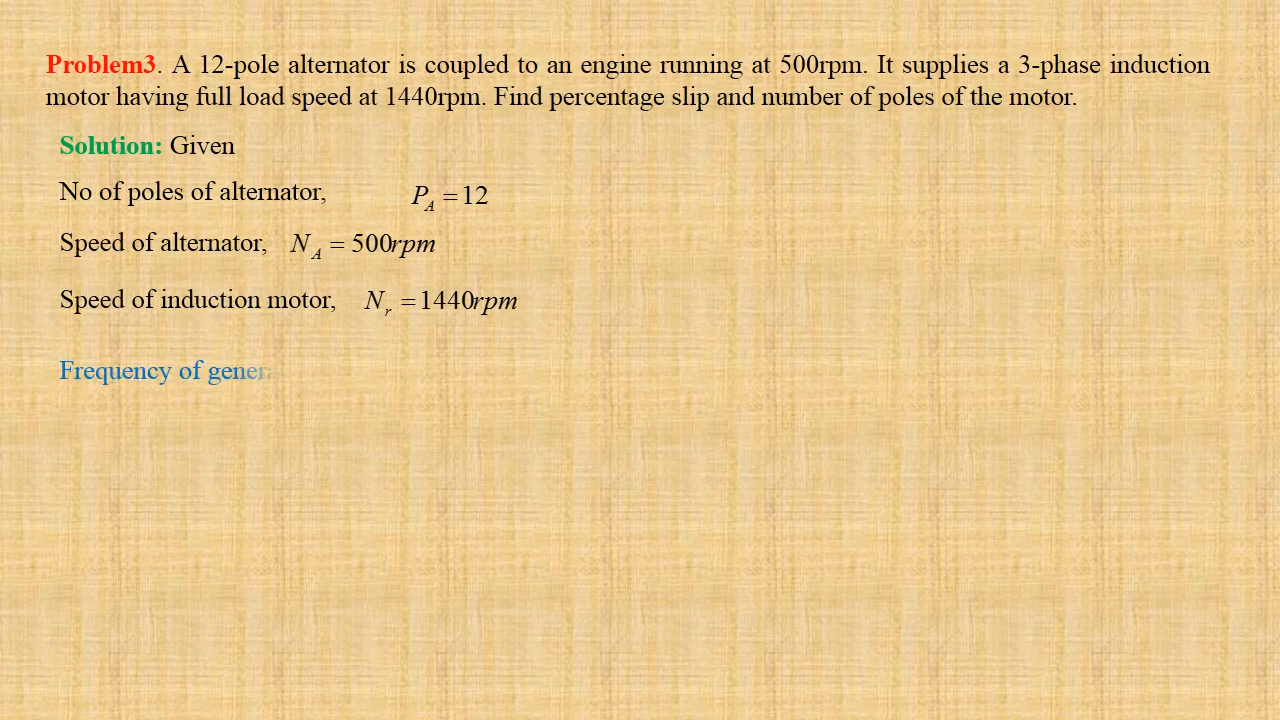 Problem3. A 12-pole alternator is coupled to an engine running at 500rpm. It supplies a 3-phase induction
motor having full load speed at 1440rpm. Find percentage slip and number of poles of the motor.
Solution: Given
No of poles of alternator, P_A = 12
Speed of alternator, N_A = 500rpm
Speed of induction motor, N_r = 1440rpm
Frequency of